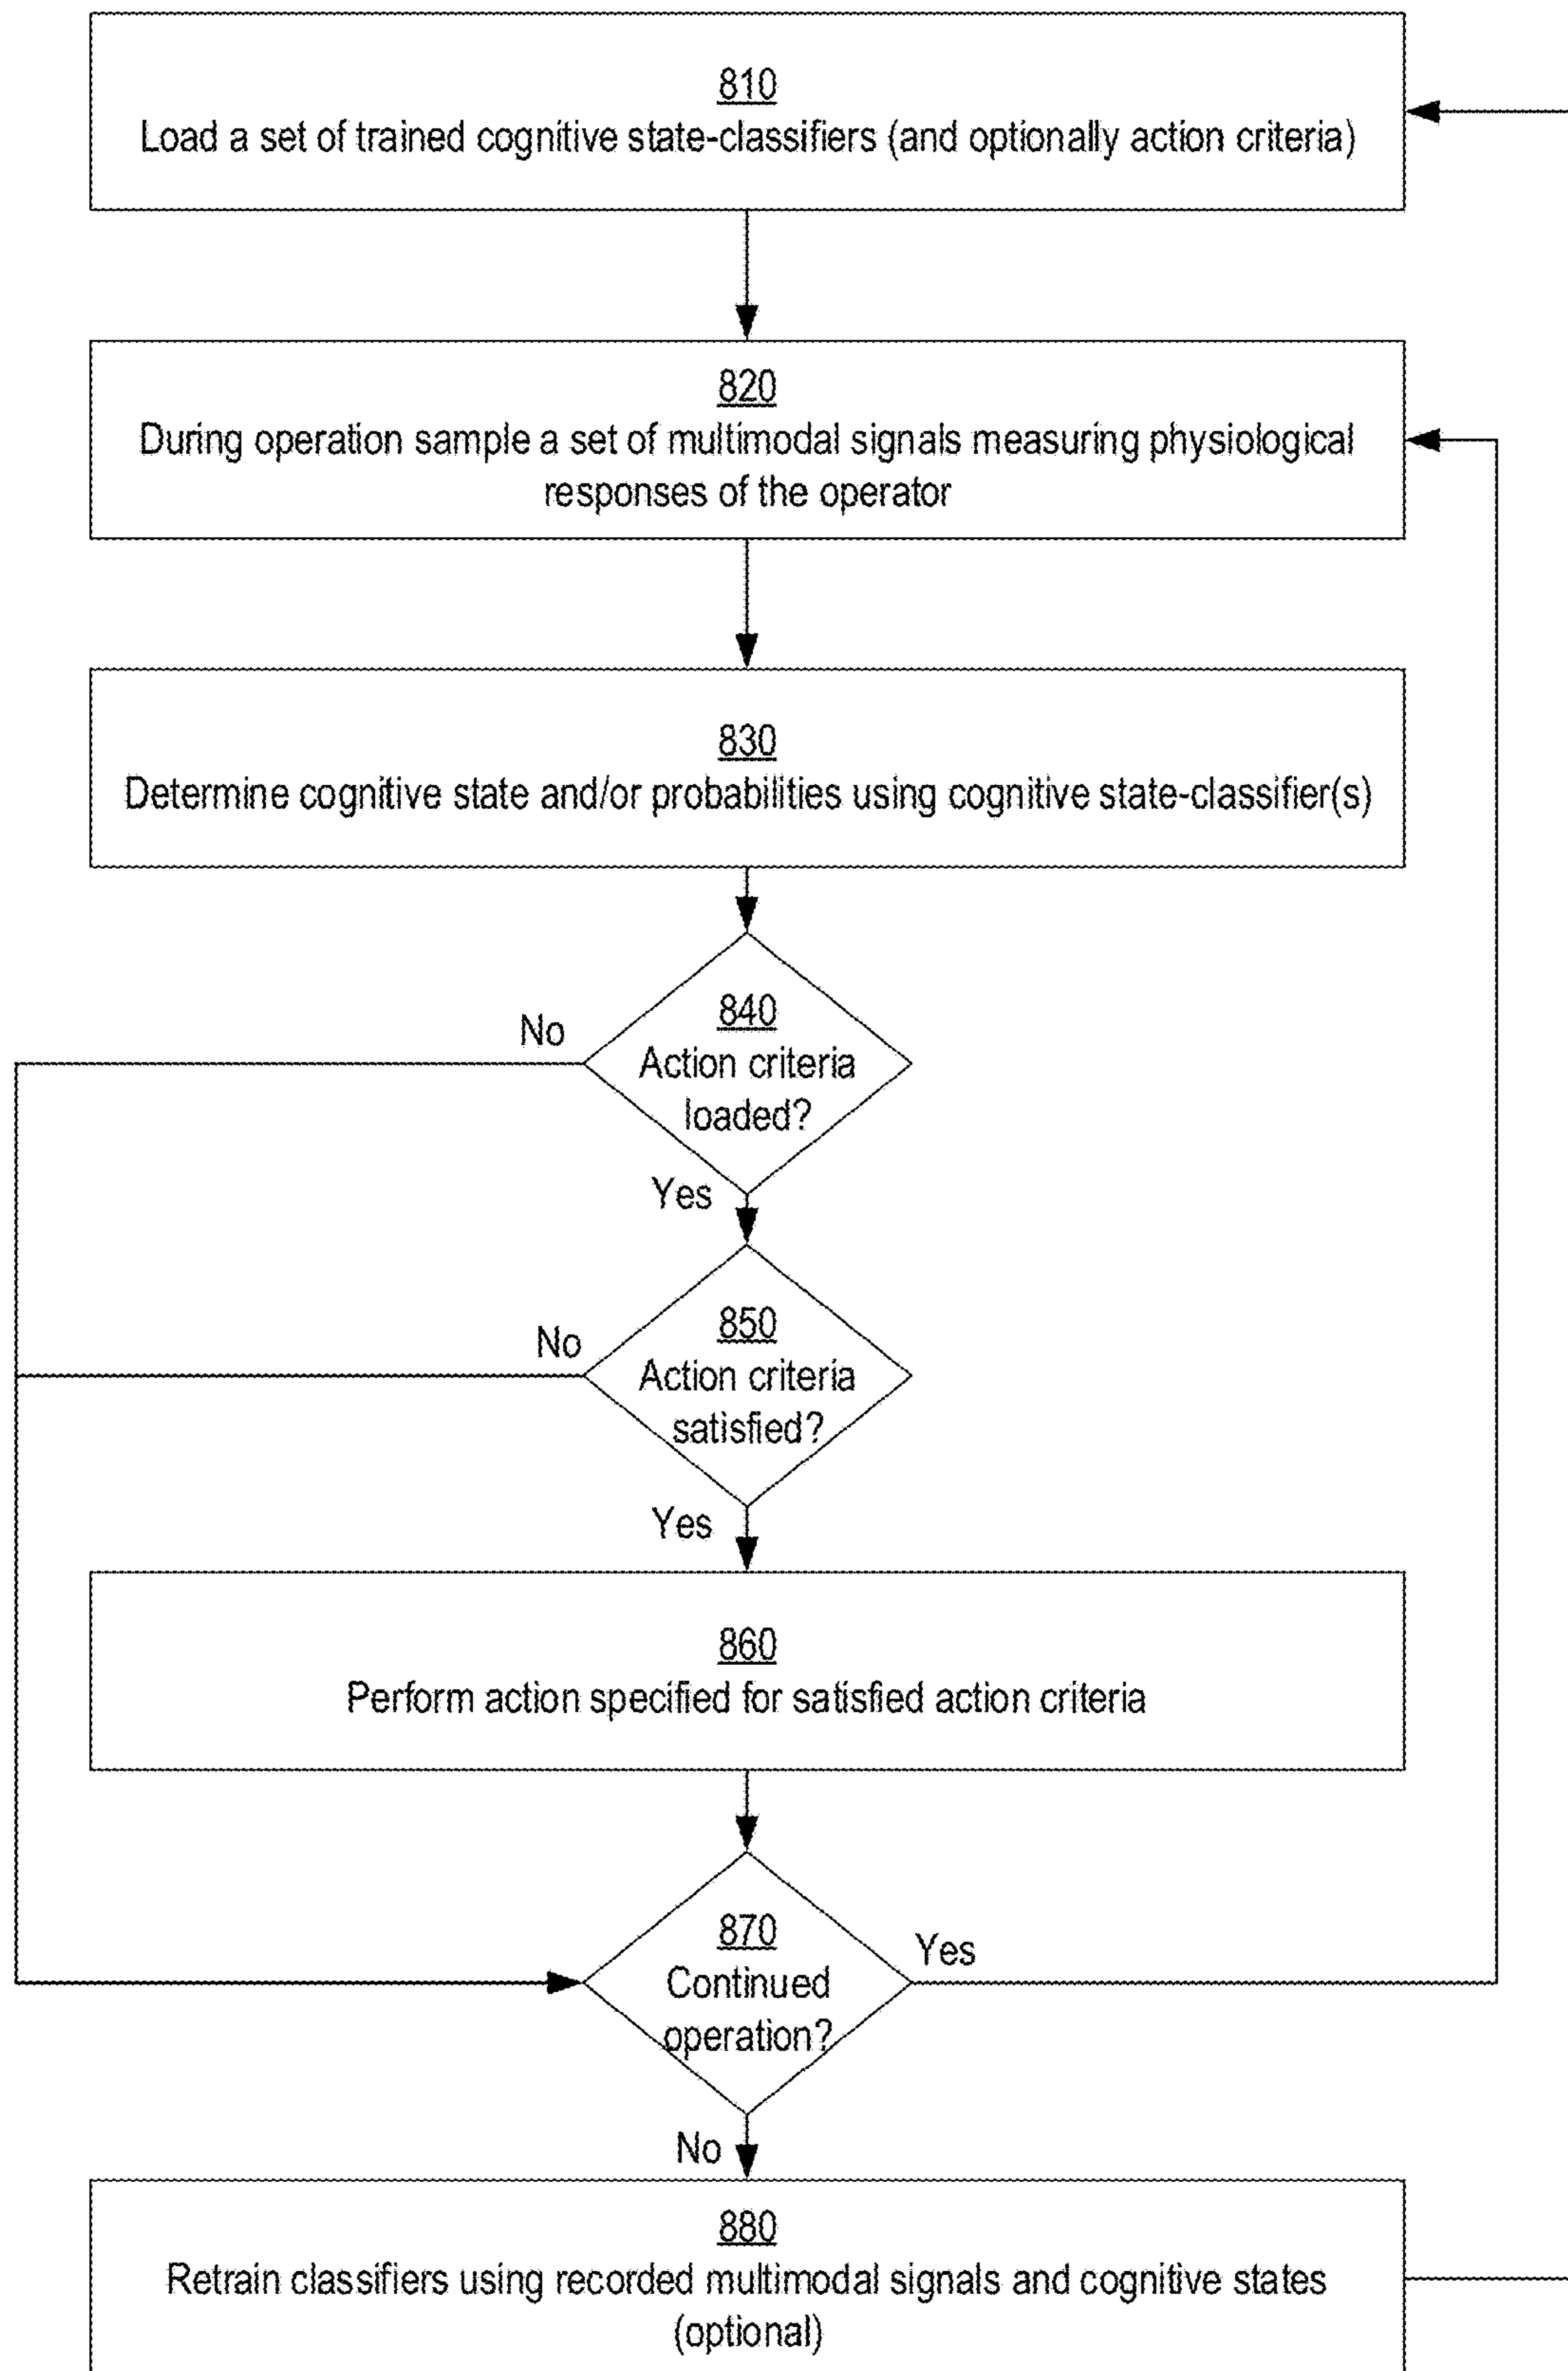 810
Load a set of trained cognitive state-classifiers (and optionally action criteria)
820
During operation sample a set of multimodal signals measuring physiological
responses of the operator
830
Determine cognitive state and/or probabilities using cognitive state-classifier(s)
No
840
Action criteria
loaded?
Yes
No
850
Action criteria
satisfied?
Yes
860
Perform action specified for satisfied action criteria
870
Continued
operation?
Yes
No
880
Retrain classifiers using recorded multimodal signals and cognitive states
(optional)